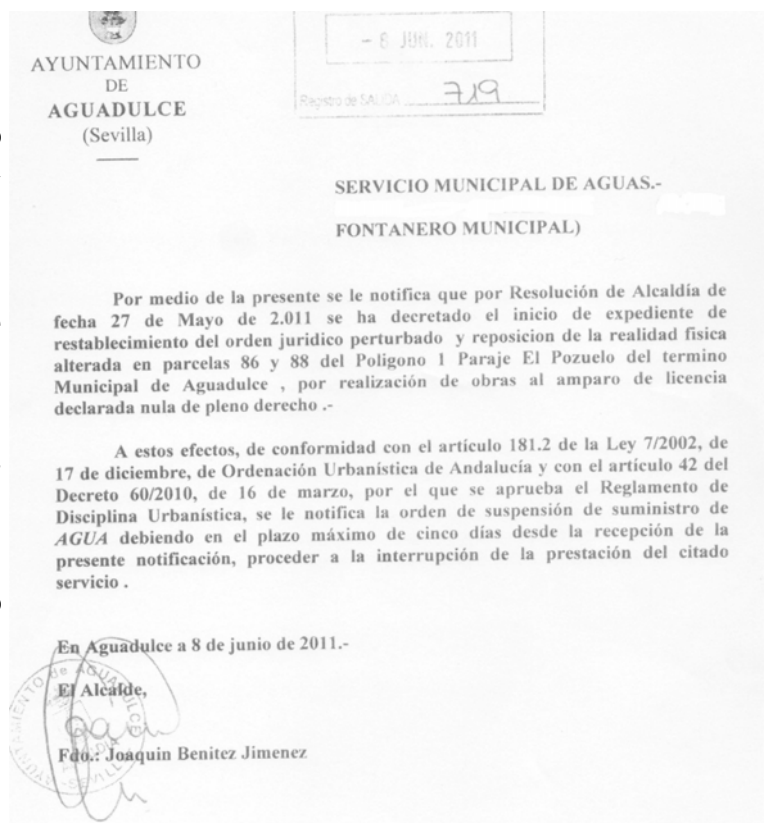 - 8 JUN. 2011
Registro de SALIDA 719
AYUNTAMIENTO
DE
AGUADULCE
(Sevilla)
SERVICIO MUNICIPAL DE AGUAS.-
FONTANERO MUNICIPAL)
Por medio de la presente se le notifica que por Resolución de Alcaldía de
fecha 27 de Mayo de 2.011 se ha decretado el inicio de expediente de
restablecimiento del orden juridico perturbado y reposicion de la realidad fisica
alterada en parcelas 86 y 88 del Poligono 1 Paraje El Pozuelo del termino
Municipal de Aguadulce , por realización de obras al amparo de licencia
declarada nula de pleno derecho .-
A estos efectos, de conformidad con el artículo 181.2 de la Ley 7/2002, de
17 de diciembre, de Ordenación Urbanística de Andalucía y con el artículo 42 del
Decreto 60/2010, de 16 de marzo, por el que se aprueba el Reglamento de
Disciplina Urbanística, se le notifica la orden de suspensión de suministro de
AGUA debiendo en el plazo máximo de cinco días desde la recepción de la
presente notificación, proceder a la interrupción de la prestación del citado
servicio .
En Aguadulce a 8 de junio de 2011.-
El Alcalde,
Fdo.: Joaquin Benitez Jimenez
AYUNTAMIENTO de AGUADULCE
SEVILLA